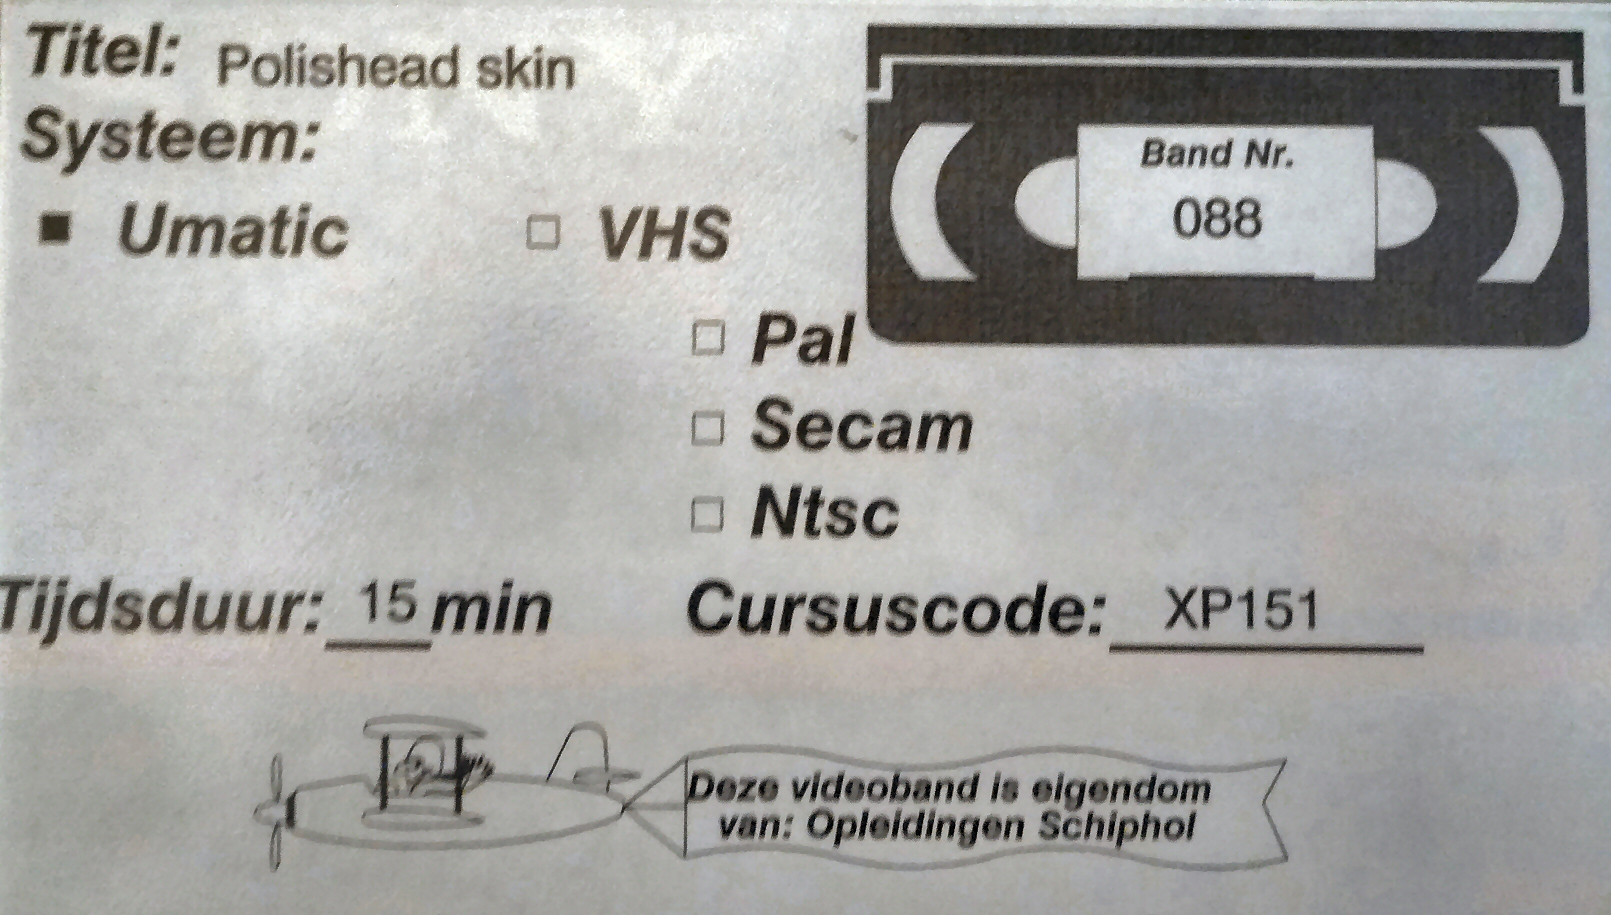 Titel: Polishead skin
Systeem:
■ Umatic □ VHS
Band Nr.
088
□ Pal
□ Secam
□ Ntsc
Tijdsduur: 15 min Cursuscode: XP151
Deze videoband is eigendom
van: Opleidingen Schiphol